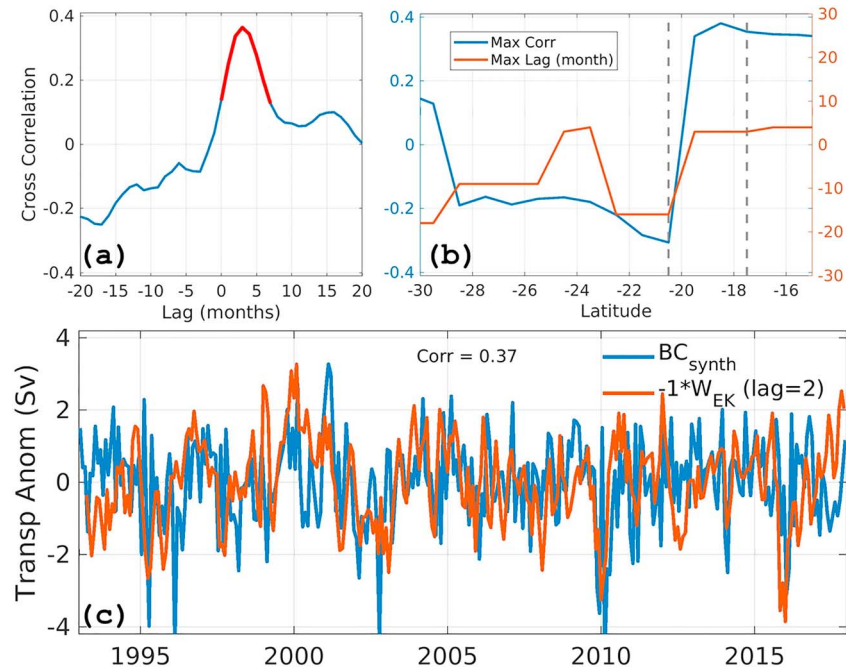 0.4
0.2
0
-0.2
-0.4
Cross Correlation
(a)
-20 -15 -10 -5 0 5 10 15 20
Lag (months)
0.4
0.2
0
-0.2
-0.4
Max Corr
Max Lag (month)
(b)
30
20
10
0
-10
-20
-30
-30 -28 -26 -24 -22 -20 -18 -16
Latitude
4
2
0
-2
-4
Transp Anom (Sv)
Corr = 0.37
BC_synth
-1*W_EK (lag=2)
(c)
1995 2000 2005 2010 2015